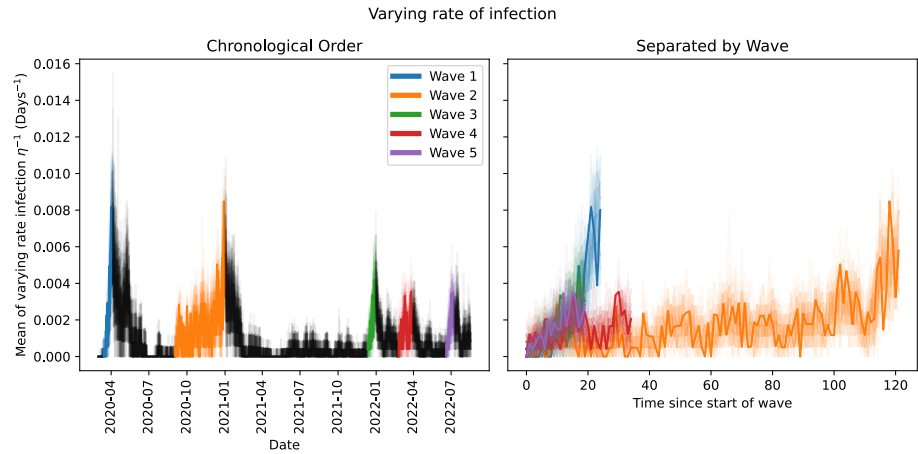 Varying rate of infection
Chronological Order
Separated by Wave
Mean of varying rate infection η⁻¹ (Days⁻¹)
0.016
0.014
0.012
0.010
0.008
0.006
0.004
0.002
0.000
Wave 1
Wave 2
Wave 3
Wave 4
Wave 5
2020-04
2020-07
2020-10
2021-01
2021-04
2021-07
2021-10
2022-01
2022-04
2022-07
Date
0 20 40 60 80 100 120
Time since start of wave